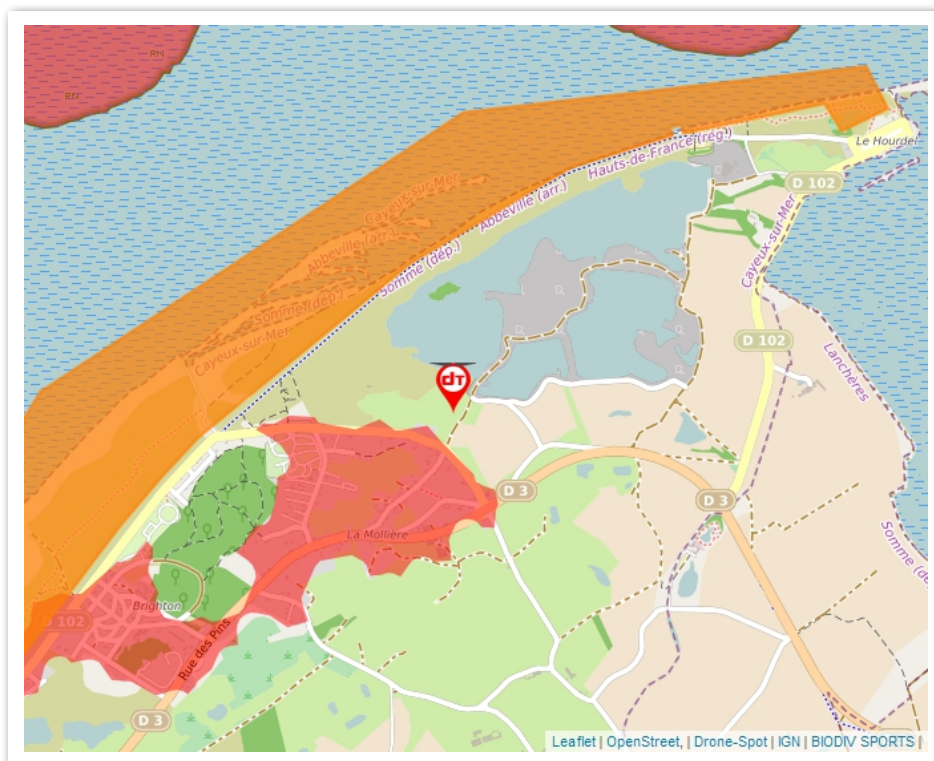 RH
RH
Le Hourdel
Hauts-de-France (rég.)
Abbeville (arr.)
Somme (dép.)
D 102
Cayeux-sur-Mer
Cayeux-sur-Mer
Abbeville (arr.)
Somme (dép.)
Cayeux-sur-Mer
D 102
Lanchères
dT
D 3
D 3
La Mollière
Somme (dé
Brighton
D 102
Rue des Pins
D 3
Leaflet | OpenStreet, | Drone-Spot | IGN | BIODIV SPORTS |